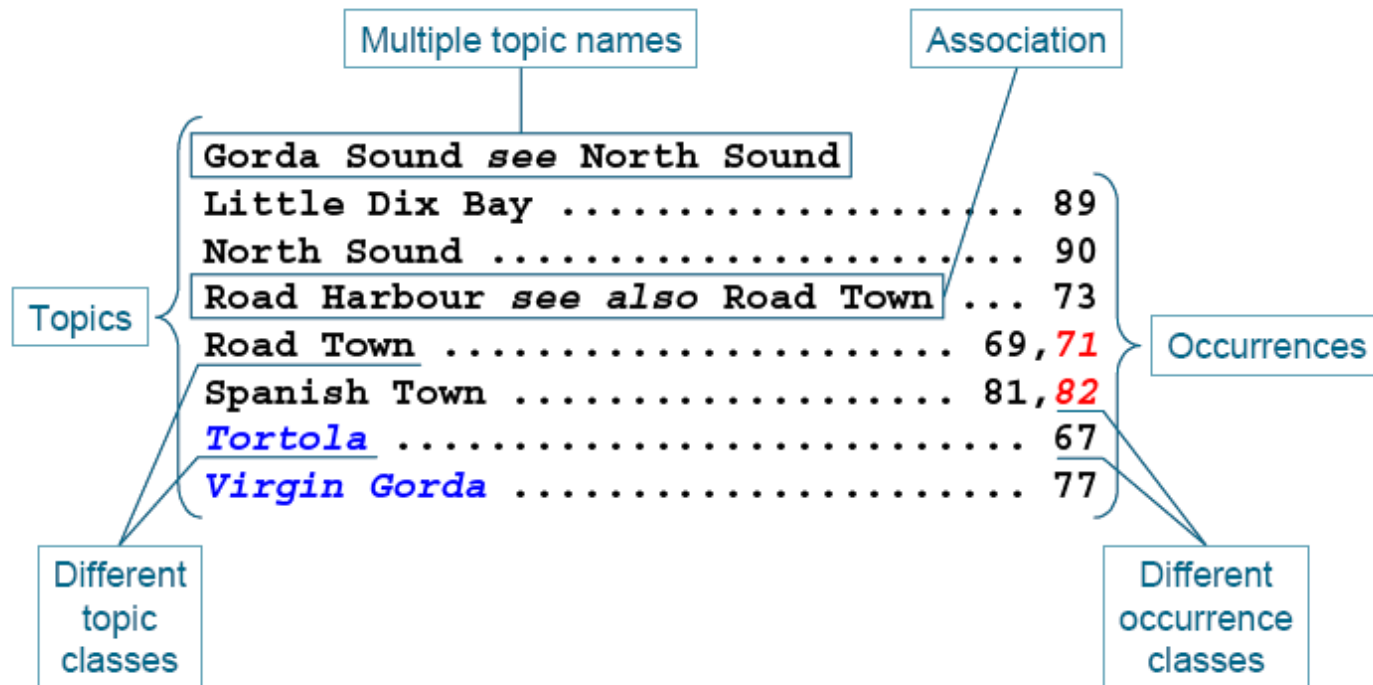 Multiple topic names
Association
Gorda Sound see North Sound
Little Dix Bay .................... 89
North Sound ....................... 90
Road Harbour see also Road Town ... 73
Road Town ...................... 69,71
Spanish Town ................... 81,82
Tortola ........................... 67
Virgin Gorda ...................... 77
Topics
Occurrences
Different
topic
classes
Different
occurrence
classes